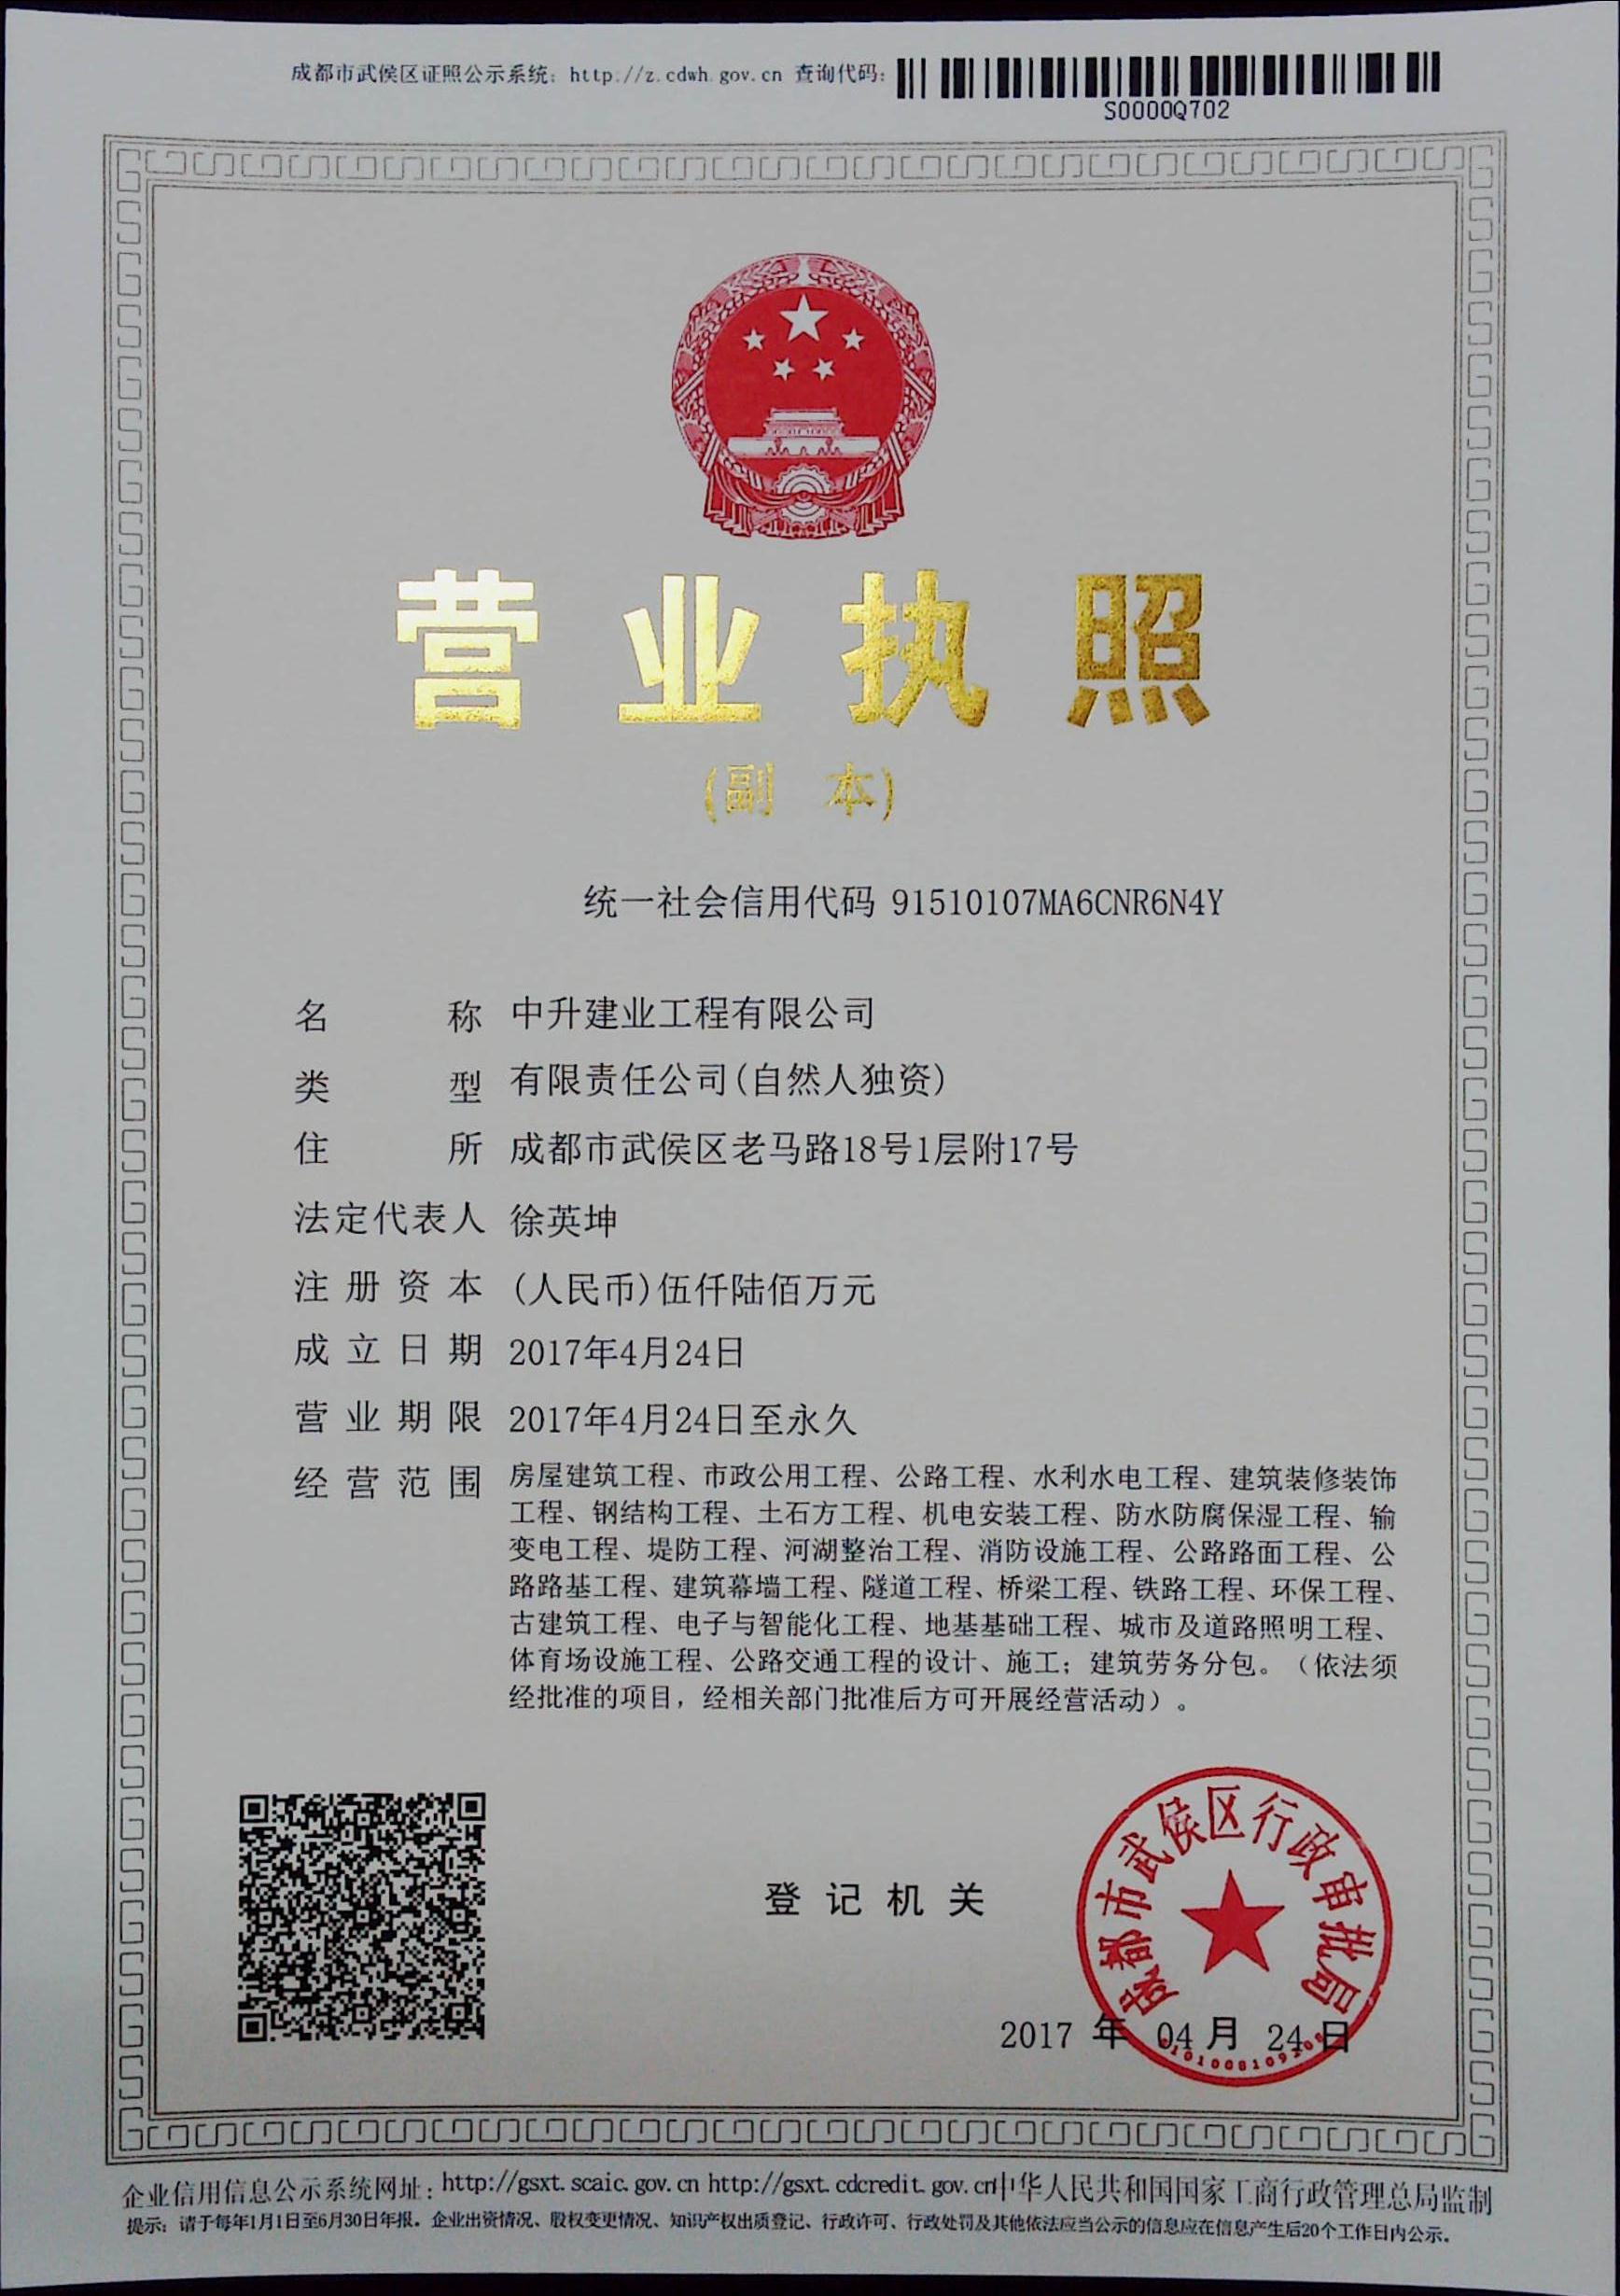 成都市武侯区证照公示系统: http://z.cdwh.gov.cn 查询代码:
S0000Q702
营业执照
(副 本)
统一社会信用代码 91510107MA6CNR6N4Y
名 称 中升建业工程有限公司
类 型 有限责任公司(自然人独资)
住 所 成都市武侯区老马路18号1层附17号
法定代表人 徐英坤
注册资本 (人民币)伍仟陆佰万元
成立日期 2017年4月24日
营业期限 2017年4月24日至永久
经营范围 房屋建筑工程、市政公用工程、公路工程、水利水电工程、建筑装修装饰
工程、钢结构工程、土石方工程、机电安装工程、防水防腐保湿工程、输
变电工程、堤防工程、河湖整治工程、消防设施工程、公路路面工程、公
路路基工程、建筑幕墙工程、隧道工程、桥梁工程、铁路工程、环保工程、
古建筑工程、电子与智能化工程、地基基础工程、城市及道路照明工程、
体育场设施工程、公路交通工程的设计、施工；建筑劳务分包。（依法须
经批准的项目，经相关部门批准后方可开展经营活动）。
成都市武侯区行政审批局
登记机关
2017 年 04 月 24 日
企业信用信息公示系统网址: http://gsxt.scaic.gov.cn http://gsxt.cdcredit.gov.cn中华人民共和国国家工商行政管理总局监制
提示: 请于每年1月1日至6月30日年报。企业出资情况、股权变更情况、知识产权出质登记、行政许可、行政处罚及其他依法应当公示的信息应在信息产生后20个工作日内公示。